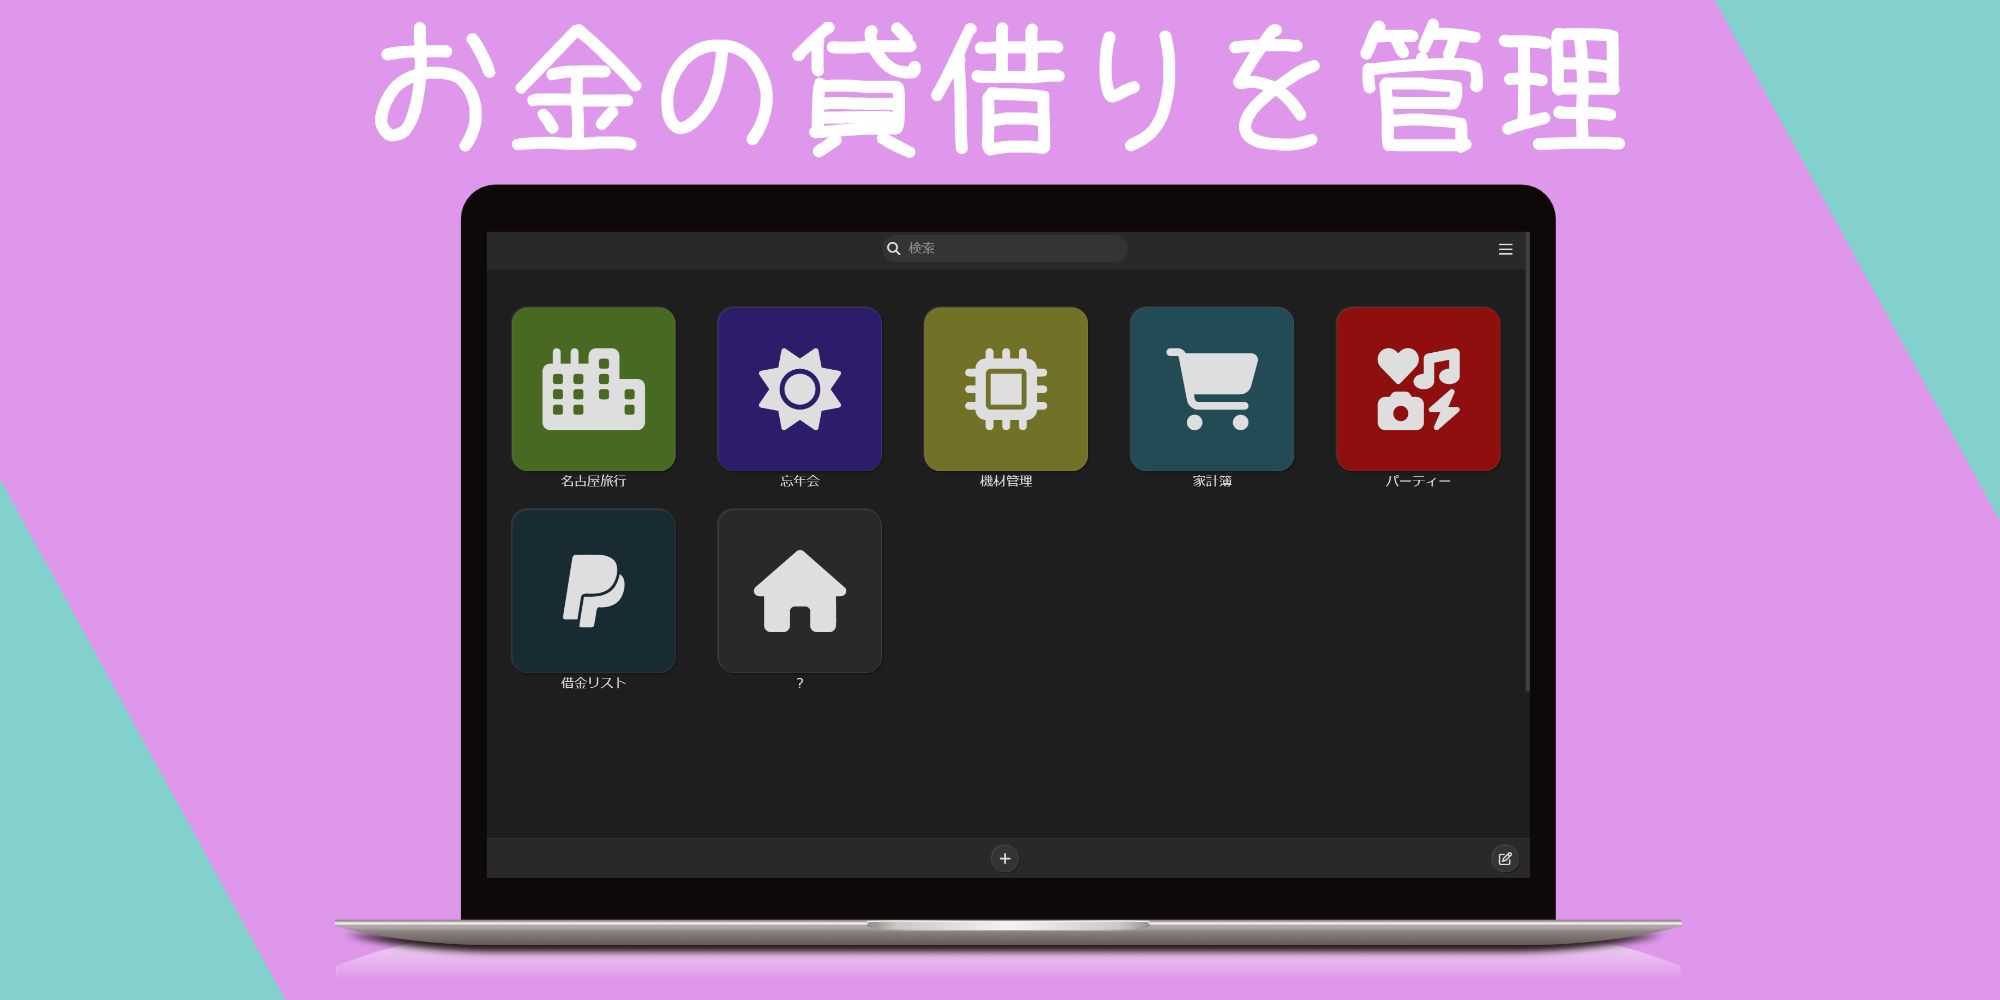 お金の貸借りを管理
検索
名古屋旅行
忘年会
機材管理
家計簿
パーティー
借金リスト
?